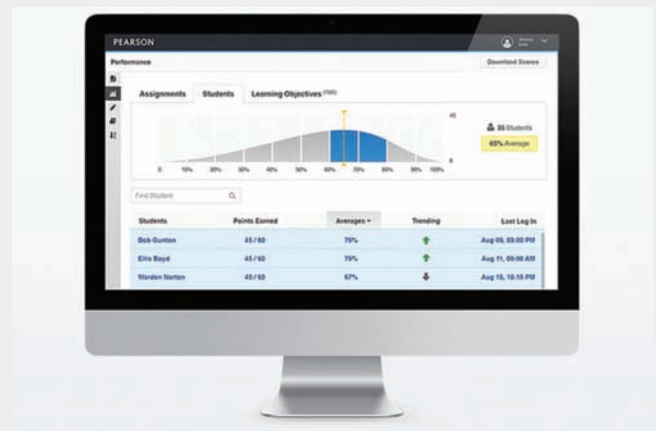 PEARSON
Performance
Download Scores
Assignments Students Learning Objectives
35 Students
65% Average
0 10% 20% 30% 40% 50% 60% 70% 80% 90% 100%
Find Student
Students Points Earned Averages Trending Last Log In
Bob Gunton 45 / 60 79% Aug 09, 03:00 PM
Ellis Boyd 45 / 60 75% Aug 11, 09:00 AM
Warden Norton 40 / 60 67% Aug 15, 10:15 PM